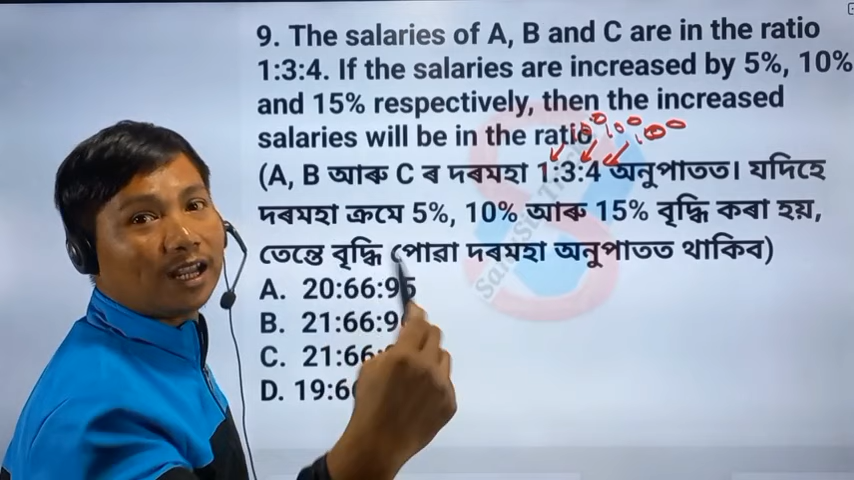 9. The salaries of A, B and C are in the ratio
1:3:4. If the salaries are increased by 5%, 10%
and 15% respectively, then the increased
salaries will be in the ratio
(A, B আৰু C ৰ দৰমহা 1:3:4 অনুপাতত। যদিহে
দৰমহা ক্ৰমে 5%, 10% আৰু 15% বৃদ্ধি কৰা হয়,
তেন্তে বৃদ্ধি পোৱা দৰমহা অনুপাতত থাকিব)
A. 20:66:95
B. 21:66:9
C. 21:66:
D. 19:6